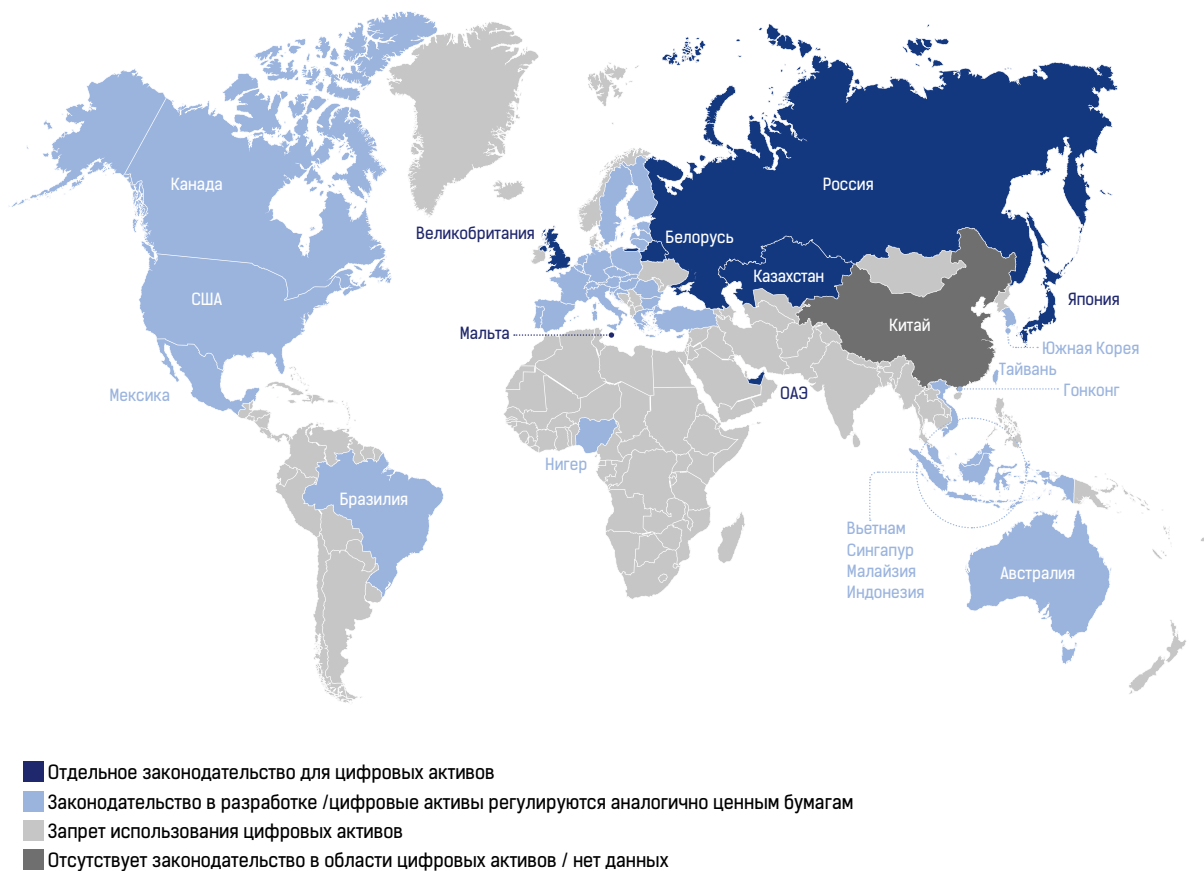 Канада
Россия
Великобритания
Белорусь
Казахстан
США
Япония
Китай
Мальта
Южная Корея
Тайвань
Гонконг
ОАЭ
Мексика
Нигер
Бразилия
Вьетнам
Сингапур
Малайзия
Индонезия
Австралия
Отдельное законодательство для цифровых активов
Законодательство в разработке /цифровые активы регулируются аналогично ценным бумагам
Запрет использования цифровых активов
Отсутствует законодательство в области цифровых активов / нет данных